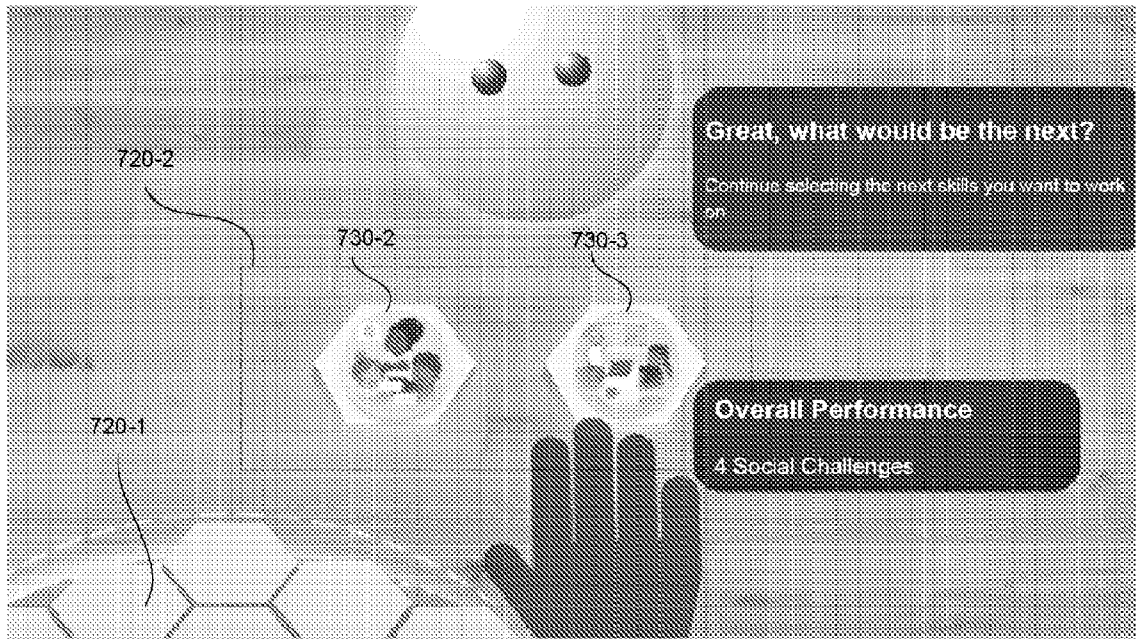 Great, what would be the next?
720-2
Continue selecting the next skills you want to work
on
730-2
730-3
Overall Performance
720-1
4 Social Challenges